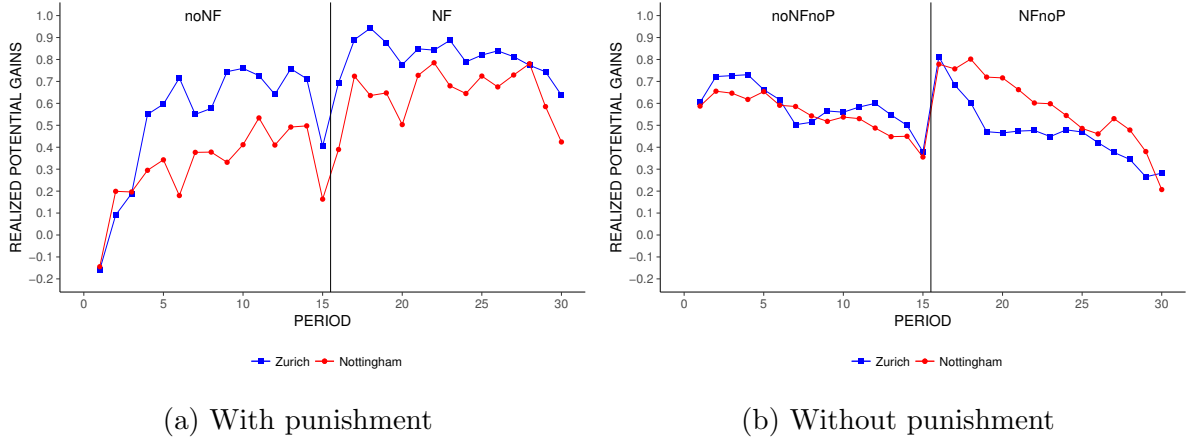 noNF NF
1.0
0.9
0.8
0.7
0.6
0.5
0.4
0.3
0.2
0.1
0.0
−0.1
−0.2
REALIZED POTENTIAL GAINS
0 5 10 15 20 25 30
PERIOD
Zurich Nottingham
(a) With punishment
noNFnoP NFnoP
1.0
0.9
0.8
0.7
0.6
0.5
0.4
0.3
0.2
0.1
0.0
−0.1
−0.2
REALIZED POTENTIAL GAINS
0 5 10 15 20 25 30
PERIOD
Zurich Nottingham
(b) Without punishment